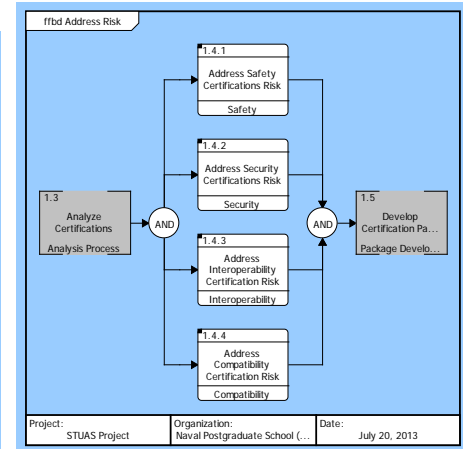 ffbd Address Risk
1.4.1
Address Safety
Certifications Risk
Safety
1.4.2
Address Security
Certifications Risk
Security
1.3
Analyze
Certifications
Analysis Process
AND
AND
1.5
Develop
Certification Pa...
Package Develo...
1.4.3
Address
Interoperability
Certification Risk
Interoperability
1.4.4
Address
Compatibility
Certification Risk
Compatibility
Project:
STUAS Project
Organization:
Naval Postgraduate School (...
Date:
July 20, 2013